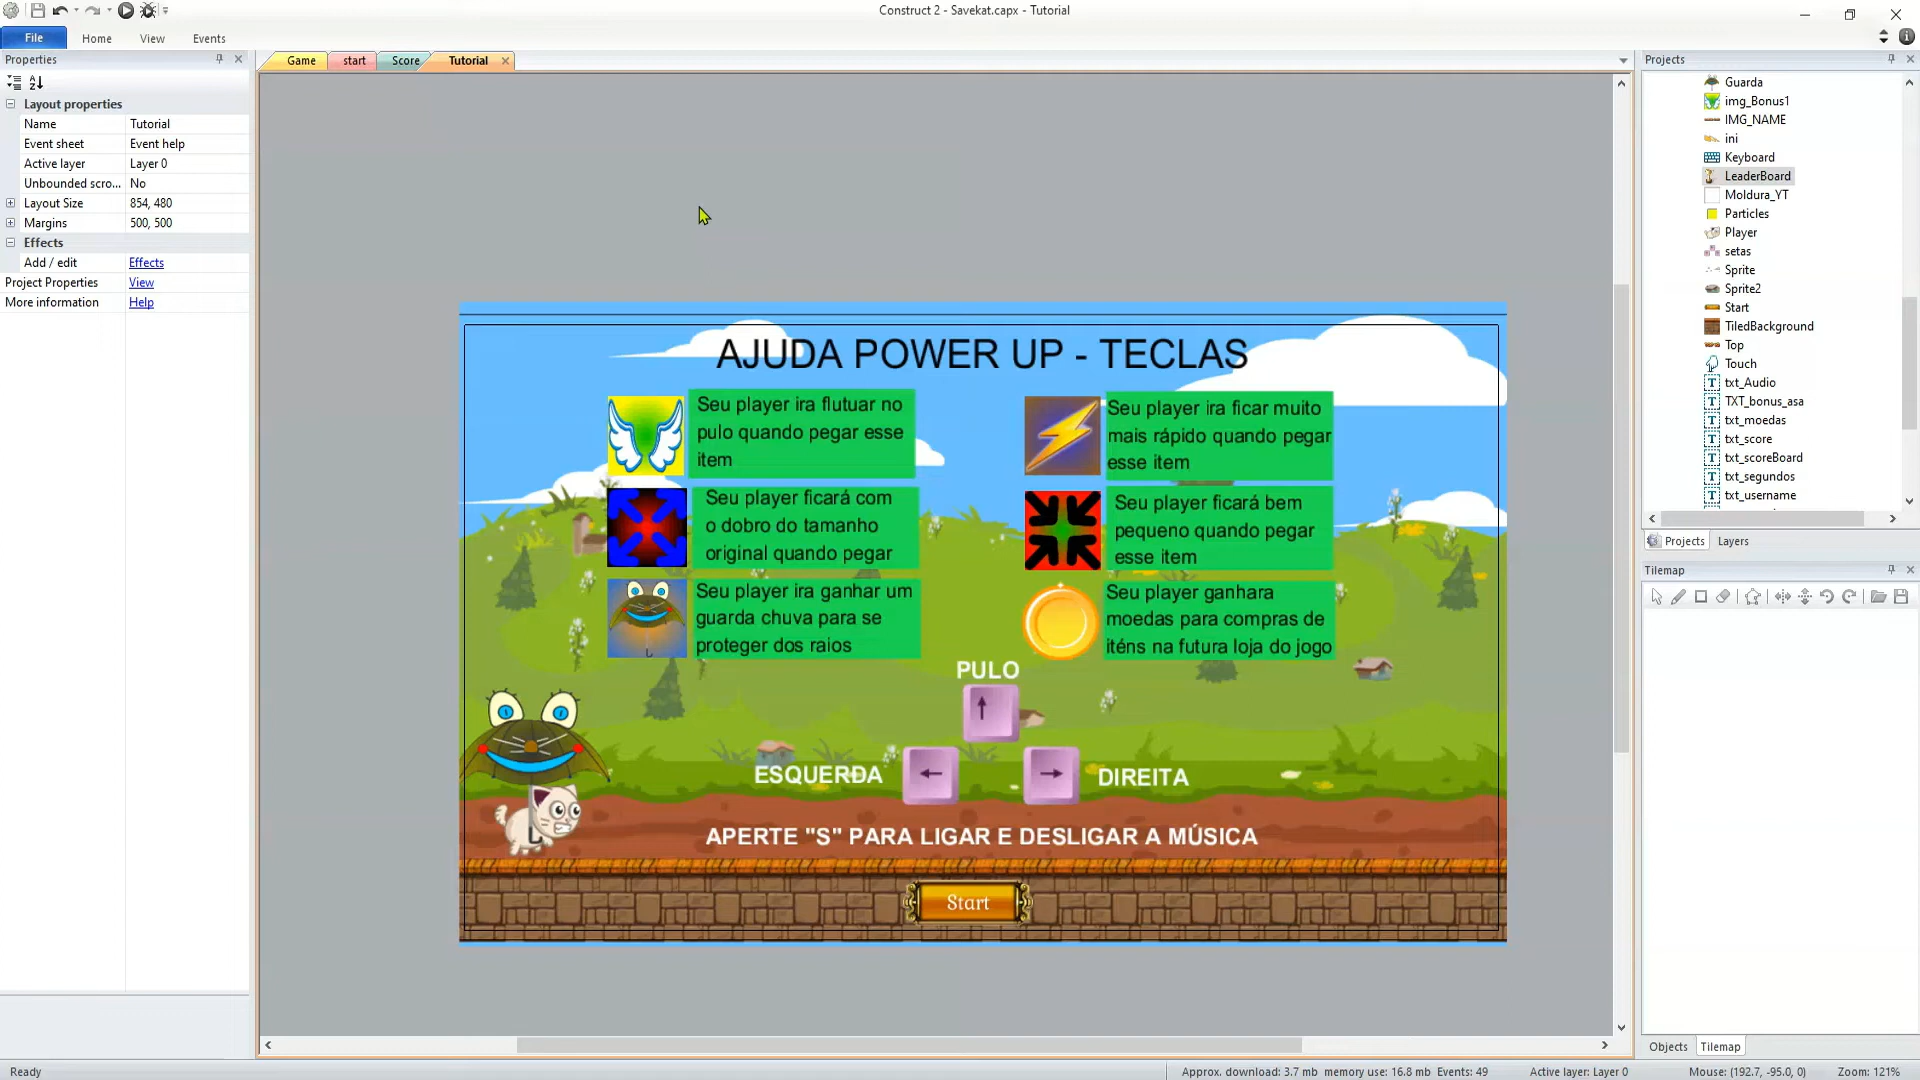 Construct 2 - Savekat.capx - Tutorial
File
Home
View
Events
Properties
Layout properties
Name
Tutorial
Event sheet
Event help
Active layer
Layer 0
Unbounded scro...
No
Layout Size
854, 480
Margins
500, 500
Effects
Add / edit
Effects
Project Properties
View
More information
Help
Game
start
Score
Tutorial
AJUDA POWER UP - TECLAS
Seu player ira flutuar no
pulo quando pegar esse
item
Seu player ira ficar muito
mais rápido quando pegar
esse item
Seu player ficará com
o dobro do tamanho
original quando pegar
Seu player ficará bem
pequeno quando pegar
esse item
Seu player ira ganhar um
guarda chuva para se
proteger dos raios
Seu player ganhara
moedas para compras de
iténs na futura loja do jogo
PULO
ESQUERDA
DIREITA
APERTE "S" PARA LIGAR E DESLIGAR A MÚSICA
Start
Projects
Guarda
img_Bonus1
IMG_NAME
ini
Keyboard
LeaderBoard
Moldura_YT
Particles
Player
setas
Sprite
Sprite2
Start
TiledBackground
Top
Touch
txt_Audio
TXT_bonus_asa
txt_moedas
txt_score
txt_scoreBoard
txt_segundos
txt_username
Projects
Layers
Tilemap
Objects
Tilemap
Ready
Approx. download: 3.7 mb memory use: 16.8 mb Events: 49
Active layer: Layer 0
Mouse: (192.7, -95.0, 0)
Zoom: 121%